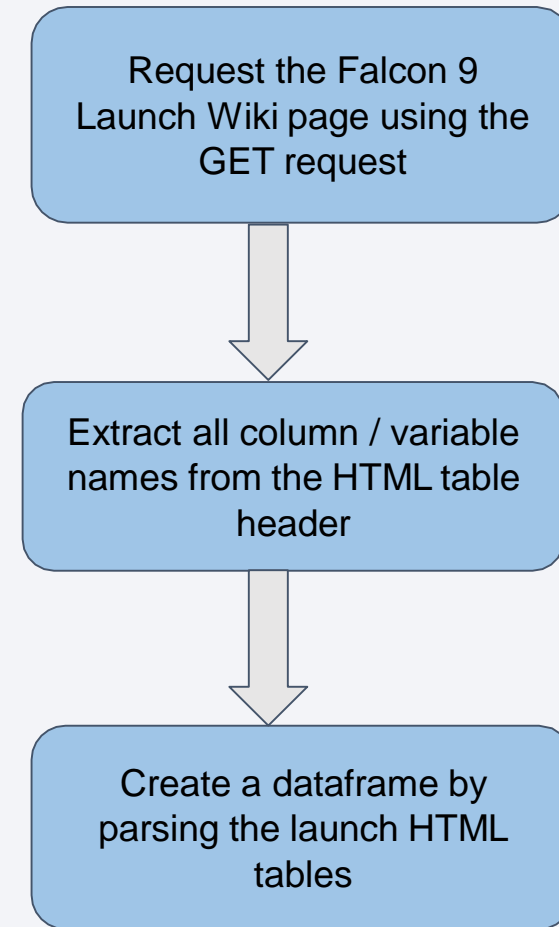 Request the Falcon 9
Launch Wiki page using the
GET request
Extract all column / variable
names from the HTML table
header
Create a dataframe by
parsing the launch HTML
tables